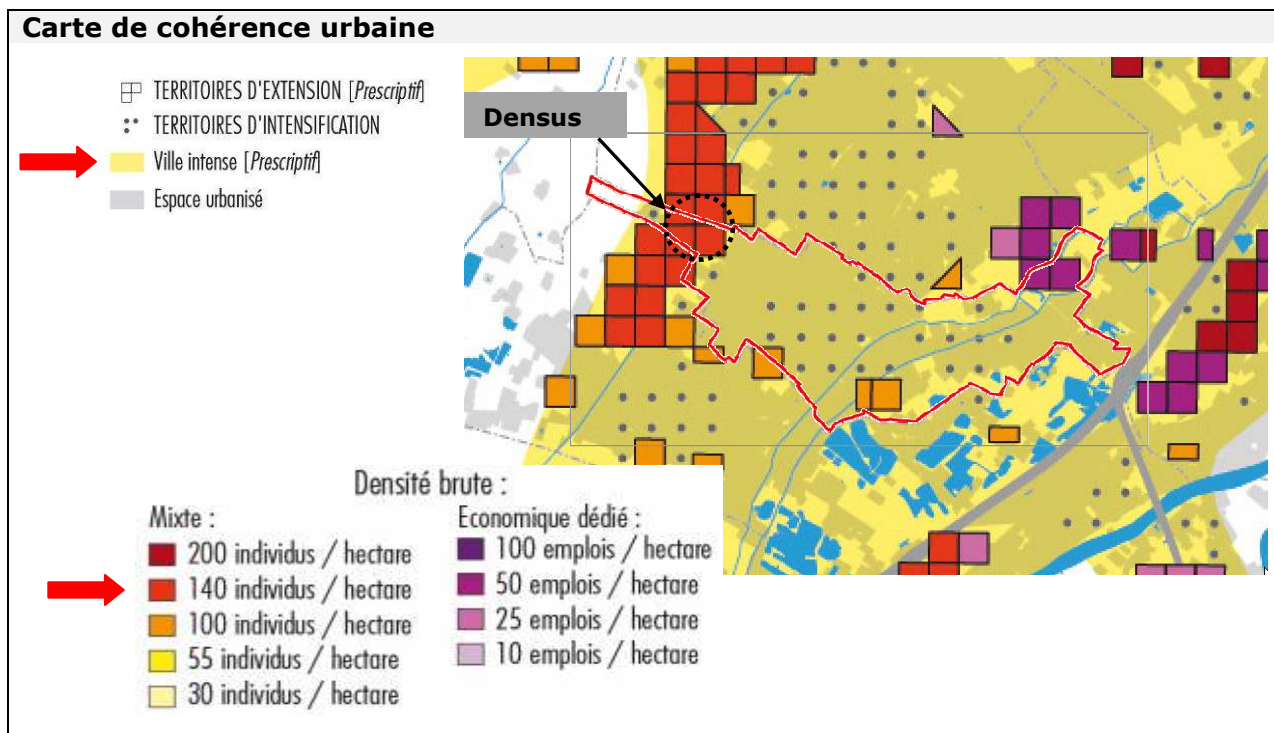 Carte de cohérence urbaine
TERRITOIRES D'EXTENSION [Prescriptif]
TERRITOIRES D'INTENSIFICATION
Ville intense [Prescriptif]
Espace urbanisé
Densus
Densité brute :
Mixte :
200 individus / hectare
140 individus / hectare
100 individus / hectare
55 individus / hectare
30 individus / hectare
Economique dédié :
100 emplois / hectare
50 emplois / hectare
25 emplois / hectare
10 emplois / hectare